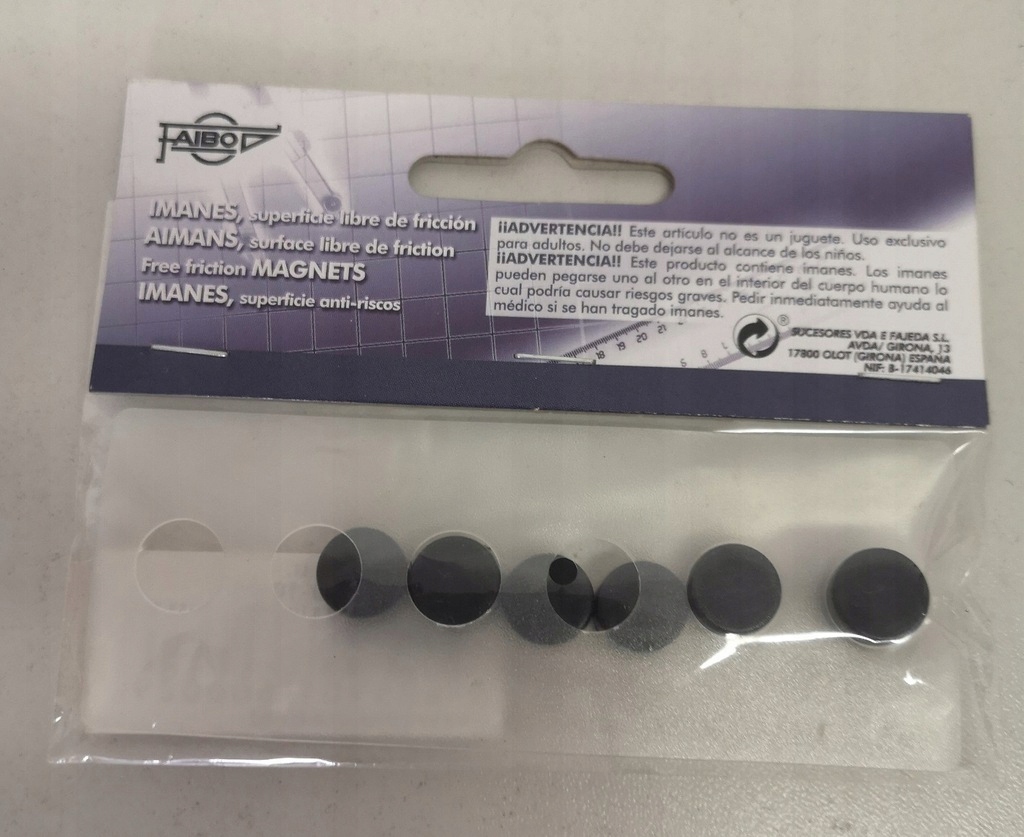 FAIBO
IMANES, superficie libre de fricción
AIMANS, surface libre de friction
Free friction MAGNETS
IMANES, superficie anti-riscos
¡¡ADVERTENCIA!! Este artículo no es un juguete. Uso exclusivo
para adultos. No debe dejarse al alcance de los niños.
¡¡ADVERTENCIA!! Este producto contiene imanes. Los imanes
pueden pegarse uno al otro en el interior del cuerpo humano lo
cual podría causar riesgos graves. Pedir inmediatamente ayuda al
médico si se han tragado imanes.
18 19 20 21
®
SUCESORES VDA E FAJEDA S.L.
AVDA/ GIRONA, 13
17800 OLOT (GIRONA) ESPAÑA
NIF: B-17414046